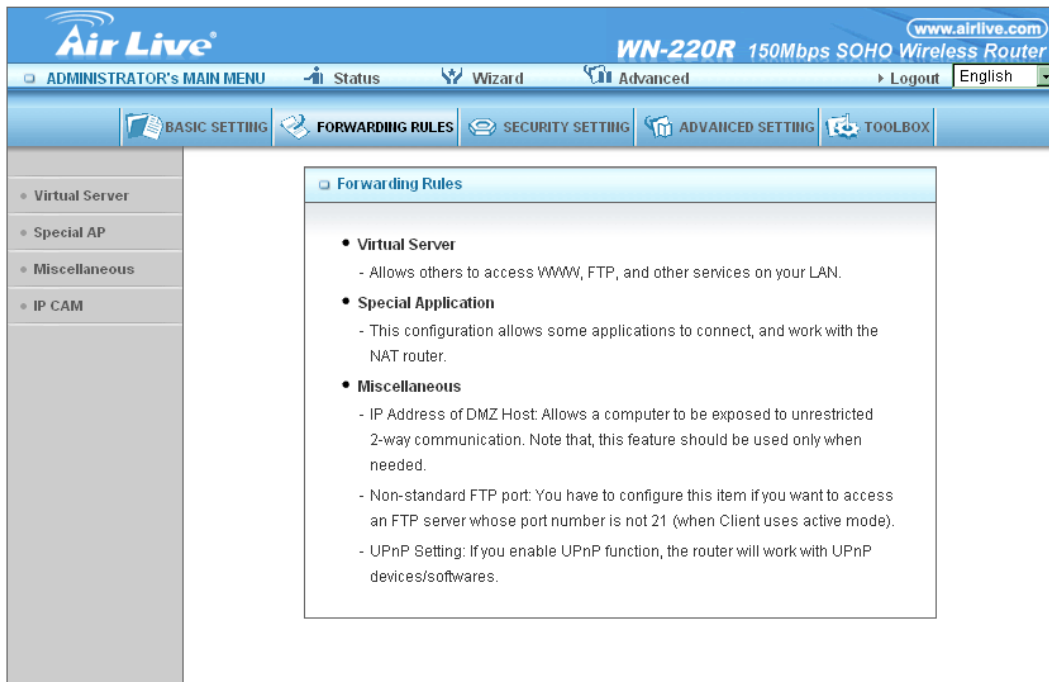 Air Live®
www.airlive.com
WN-220R 150Mbps SOHO Wireless Router
ADMINISTRATOR's MAIN MENU Status Wizard Advanced Logout English
BASIC SETTING FORWARDING RULES SECURITY SETTING ADVANCED SETTING TOOLBOX
Virtual Server
Special AP
Miscellaneous
IP CAM
Forwarding Rules
• Virtual Server
- Allows others to access WWW, FTP, and other services on your LAN.
• Special Application
- This configuration allows some applications to connect, and work with the
NAT router.
• Miscellaneous
- IP Address of DMZ Host: Allows a computer to be exposed to unrestricted
2-way communication. Note that, this feature should be used only when
needed.
- Non-standard FTP port: You have to configure this item if you want to access
an FTP server whose port number is not 21 (when Client uses active mode).
- UPnP Setting: If you enable UPnP function, the router will work with UPnP
devices/softwares.